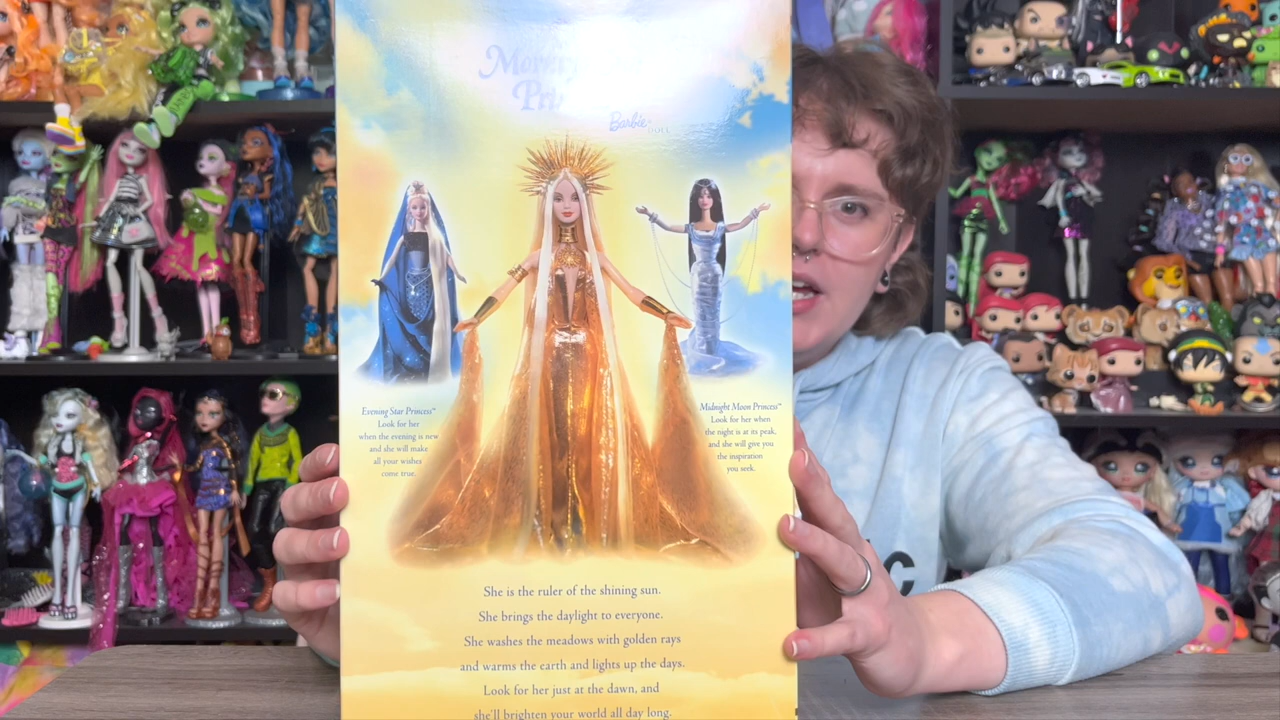 Barbie DOLL
Evening Star Princess™
Look for her
when the evening is new
and she will make
all your wishes
come true.
Midnight Moon Princess™
Look for her when
the night is at its peak,
and she will give you
the inspiration
you seek.
She is the ruler of the shining sun.
She brings the daylight to everyone.
She washes the meadows with golden rays
and warms the earth and lights up the days.
Look for her just at the dawn, and
she'll brighten your world all day long.